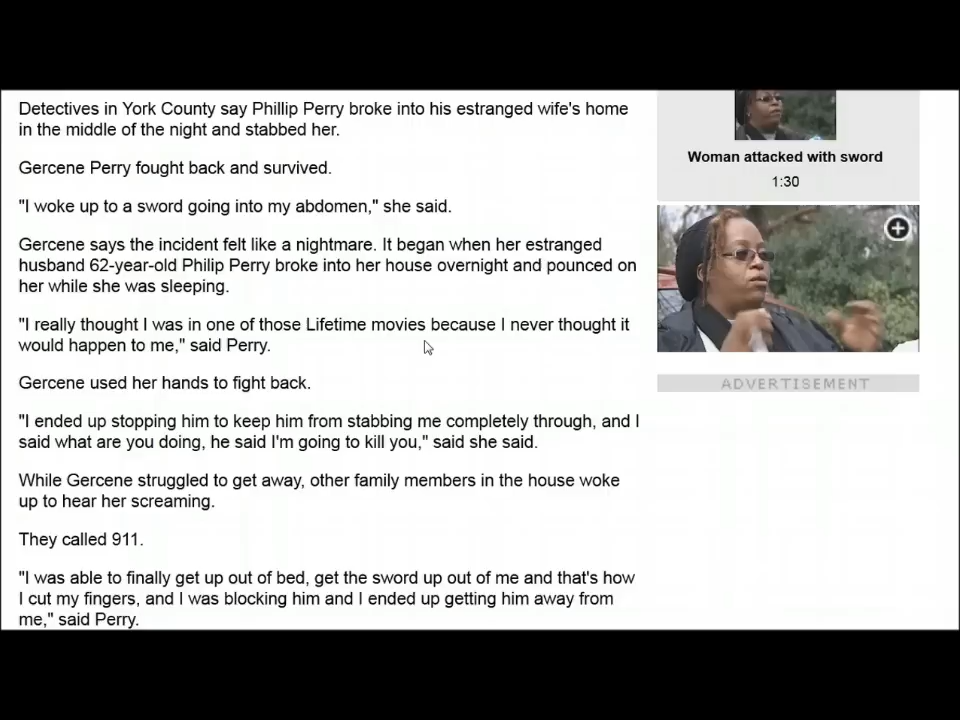 Detectives in York County say Phillip Perry broke into his estranged wife's home
in the middle of the night and stabbed her.
Gercene Perry fought back and survived.
"I woke up to a sword going into my abdomen," she said.
Gercene says the incident felt like a nightmare. It began when her estranged
husband 62-year-old Philip Perry broke into her house overnight and pounced on
her while she was sleeping.
"I really thought I was in one of those Lifetime movies because I never thought it
would happen to me," said Perry.
Gercene used her hands to fight back.
"I ended up stopping him to keep him from stabbing me completely through, and I
said what are you doing, he said I'm going to kill you," said she said.
While Gercene struggled to get away, other family members in the house woke
up to hear her screaming.
They called 911.
"I was able to finally get up out of bed, get the sword up out of me and that's how
I cut my fingers, and I was blocking him and I ended up getting him away from
me," said Perry.
Woman attacked with sword
1:30
ADVERTISEMENT